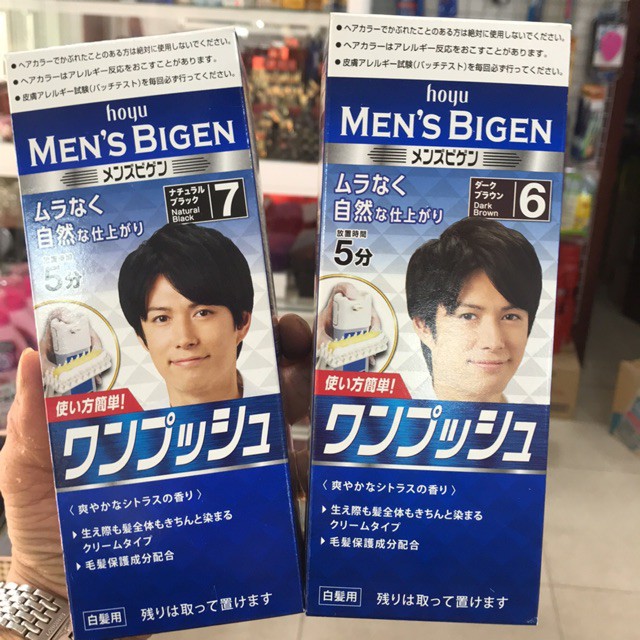 ・ヘアカラーでかぶれたことのある方は絶対に使用しないでください。
・ヘアカラーはアレルギー反応をおこすことがあります。
・皮膚アレルギー試験(パッチテスト)を毎回必ず行ってください。
hoyu
MEN'S BIGEN
メンズビゲン
ムラなく
自然な仕上がり
ナチュラル
ブラック
Natural
Black
7
放置時間
5分
使い方簡単!
ワンプッシュ
〈 爽やかなシトラスの香り 〉
生え際も髪全体もきちんと染まる
クリームタイプ
毛髪保護成分配合
白髪用
残りは取って置けます
・ヘアカラーでかぶれたことのある方は絶対に使用しないでください。
・ヘアカラーはアレルギー反応をおこすことがあります。
・皮膚アレルギー試験(パッチテスト)を毎回必ず行ってください。
hoyu
MEN'S BIGEN
メンズビゲン
ムラなく
自然な仕上がり
ダーク
ブラウン
Dark
Brown
6
放置時間
5分
使い方簡単!
ワンプッシュ
〈 爽やかなシトラスの香り 〉
生え際も髪全体もきちんと染まる
クリームタイプ
毛髪保護成分配合
白髪用
残りは取って置けます